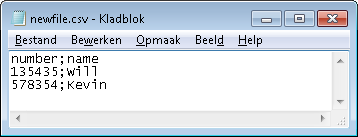 newfile.csv - Kladblok
Bestand Bewerken Opmaak Beeld Help
number;name
135435;Will
578354;Kevin